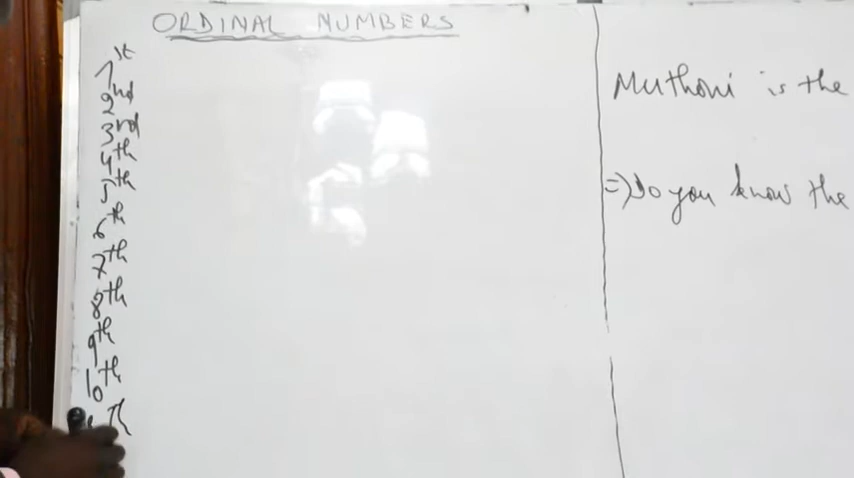 ORDINAL NUMBERS
1st
2nd
3rd
4th
5th
6th
7th
8th
9th
10th
th
Muthoni is the
=) Do you know the